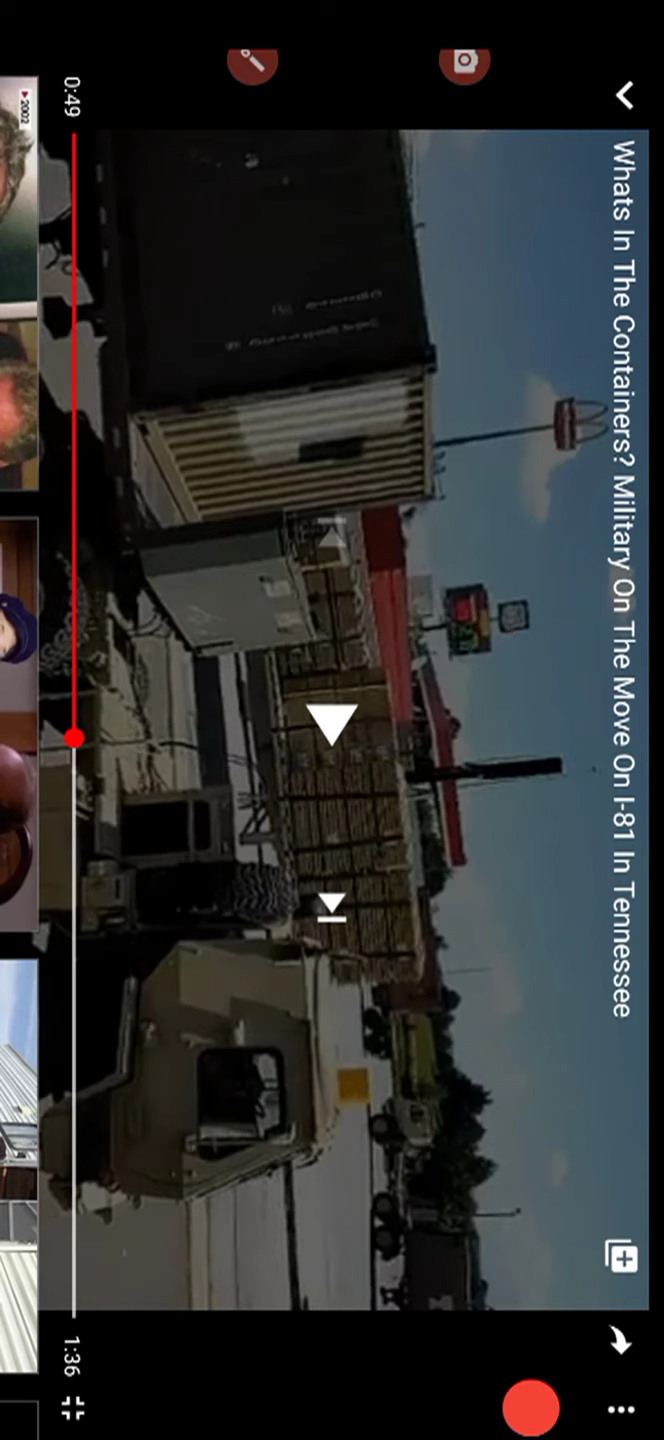 Whats In The Containers? Military On The Move On I-81 In Tennessee
0:49
1:36
2002